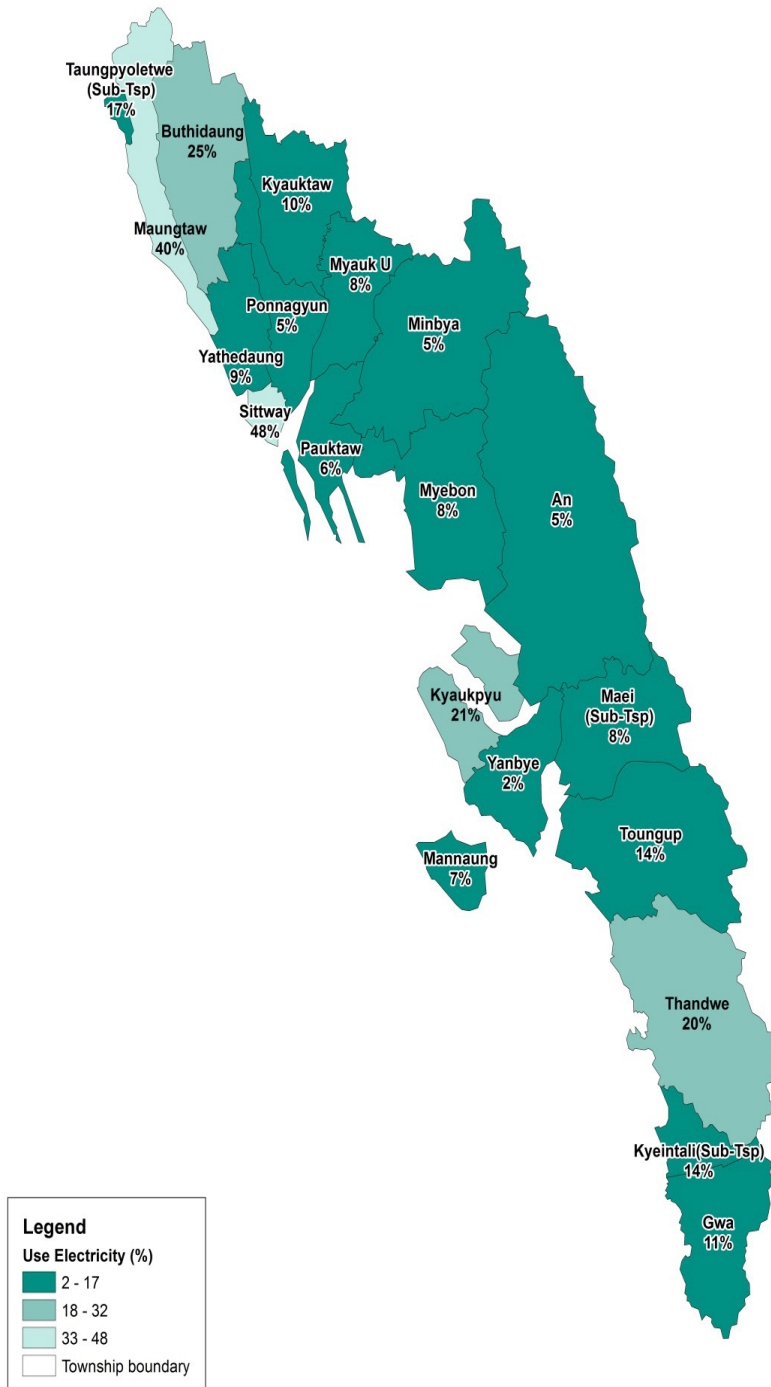 Taungpyoletwe
(Sub-Tsp)
17%
Buthidaung
25%
Kyauktaw
10%
Maungtaw
40%
Myauk U
8%
Ponnagyun
5%
Minbya
5%
Yathedaung
9%
Sittway
48%
Pauktaw
6%
Myebon
8%
An
5%
Kyaukpyu
21%
Maei
(Sub-Tsp)
8%
Yanbye
2%
Toungup
14%
Mannaung
7%
Thandwe
20%
Kyeintali(Sub-Tsp)
14%
Gwa
11%
Legend
Use Electricity (%)
2 - 17
18 - 32
33 - 48
Township boundary